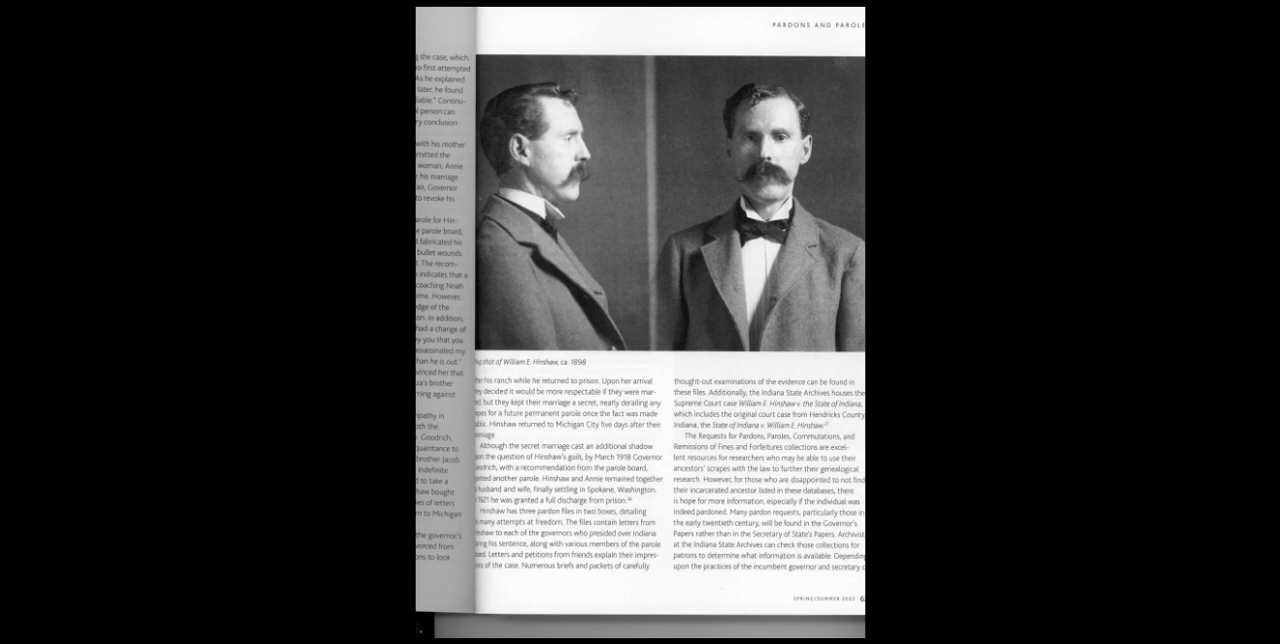 PARDONS AND PAROLE
g the case, which
o first attempted
As he explained
later, he found
iable." Continu-
l person can
ry conclusion
with his mother
mitted the
woman, Annie
his marriage
air, Governor
to revoke his
arole for Hin-
e parole board,
l fabricated his
bullet wounds
. The recom-
indicates that a
coaching Noah
me. However,
dge of the
on. In addition,
had a change of
y you that you
assassinated my
han he is out."
vinced her that
za's brother
ning against
pathy in
oth the
. Goodrich,
quaintance to
brother Jacob
indefinite
d to take a
haw bought
es of letters
n to Michigan
the governor's
vorced from
ons to look
ug shot of William E. Hinshaw, ca. 1898
her his ranch while he returned to prison. Upon her arrival
ey decided it would be more respectable if they were mar-
ed, but they kept their marriage a secret, nearly derailing any
opes for a future permanent parole once the fact was made
blic. Hinshaw returned to Michigan City five days after their
arriage.
Although the secret marriage cast an additional shadow
on the question of Hinshaw's guilt, by March 1918 Governor
oodrich, with a recommendation from the parole board,
anted another parole. Hinshaw and Annie remained together
husband and wife, finally settling in Spokane, Washington.
1921 he was granted a full discharge from prison.26
Hinshaw has three pardon files in two boxes, detailing
s many attempts at freedom. The files contain letters from
nshaw to each of the governors who presided over Indiana
ring his sentence, along with various members of the parole
oard. Letters and petitions from friends explain their impres-
ons of the case. Numerous briefs and packets of carefully
thought-out examinations of the evidence can be found in
these files. Additionally, the Indiana State Archives houses the
Supreme Court case William E. Hinshaw v. the State of Indiana,
which includes the original court case from Hendricks County,
Indiana, the State of Indiana v. William E. Hinshaw.27
The Requests for Pardons, Paroles, Commutations, and
Remissions of Fines and Forfeitures collections are excel-
lent resources for researchers who may be able to use their
ancestors' scrapes with the law to further their genealogical
research. However, for those who are disappointed to not find
their incarcerated ancestor listed in these databases, there
is hope for more information, especially if the individual was
indeed pardoned. Many pardon requests, particularly those in
the early twentieth century, will be found in the Governor's
Papers rather than in the Secretary of State's Papers. Archivist
at the Indiana State Archives can check those collections for
patrons to determine what information is available. Depending
upon the practices of the incumbent governor and secretary o
SPRING/SUMMER 2022 6